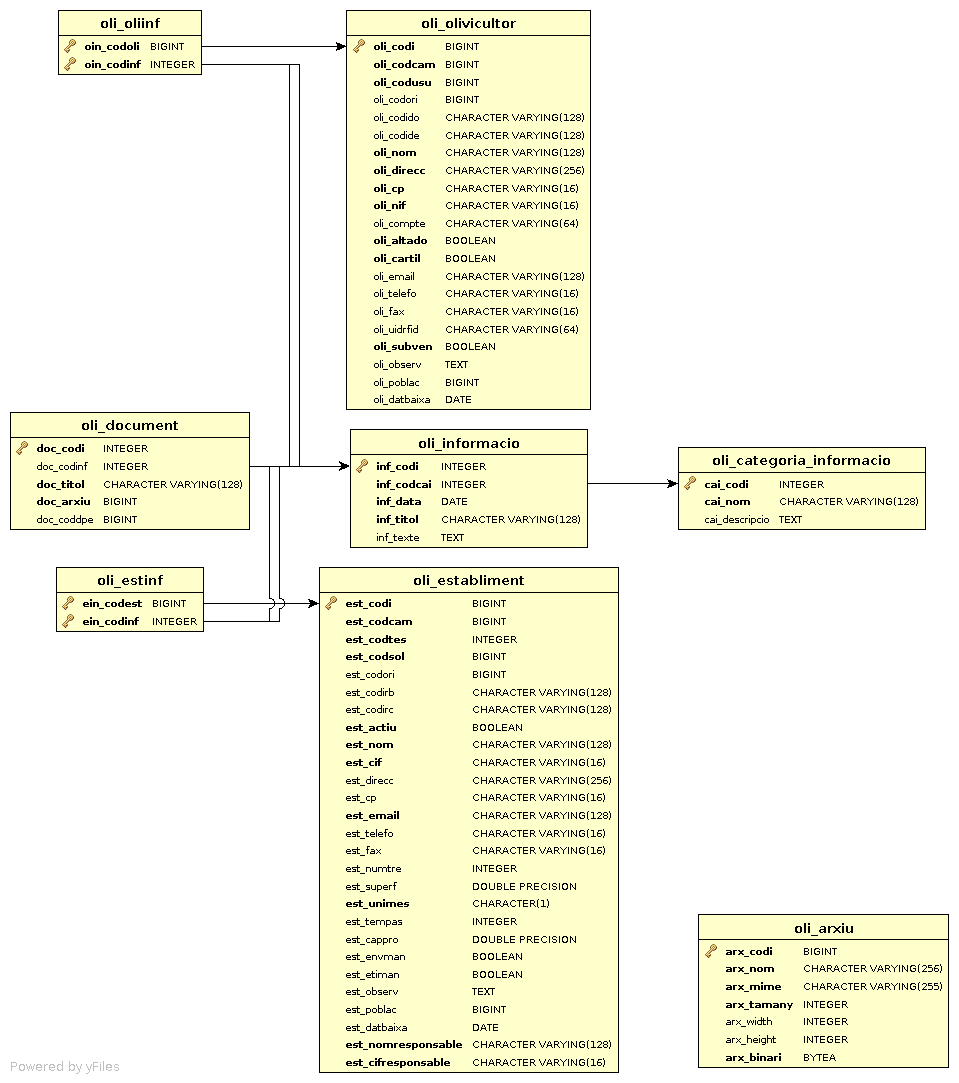 oli_oliinf
oin_codoli BIGINT
oin_codinf INTEGER
oli_olivicultor
oli_codi BIGINT
oli_codcam BIGINT
oli_codusu BIGINT
oli_codori BIGINT
oli_codido CHARACTER VARYING(128)
oli_codide CHARACTER VARYING(128)
oli_nom CHARACTER VARYING(128)
oli_direcc CHARACTER VARYING(256)
oli_cp CHARACTER VARYING(16)
oli_nif CHARACTER VARYING(16)
oli_compte CHARACTER VARYING(64)
oli_altado BOOLEAN
oli_cartil BOOLEAN
oli_email CHARACTER VARYING(128)
oli_telefo CHARACTER VARYING(16)
oli_fax CHARACTER VARYING(16)
oli_uidrfid CHARACTER VARYING(64)
oli_subven BOOLEAN
oli_observ TEXT
oli_poblac BIGINT
oli_datbaixa DATE
oli_document
doc_codi INTEGER
doc_codinf INTEGER
doc_titol CHARACTER VARYING(128)
doc_arxiu BIGINT
doc_coddpe BIGINT
oli_informacio
inf_codi INTEGER
inf_codcai INTEGER
inf_data DATE
inf_titol CHARACTER VARYING(128)
inf_texte TEXT
oli_categoria_informacio
cai_codi INTEGER
cai_nom CHARACTER VARYING(128)
cai_descripcio TEXT
oli_estinf
ein_codest BIGINT
ein_codinf INTEGER
oli_establiment
est_codi BIGINT
est_codcam BIGINT
est_codtes INTEGER
est_codsol BIGINT
est_codori BIGINT
est_codirb CHARACTER VARYING(128)
est_codirc CHARACTER VARYING(128)
est_actiu BOOLEAN
est_nom CHARACTER VARYING(128)
est_cif CHARACTER VARYING(16)
est_direcc CHARACTER VARYING(256)
est_cp CHARACTER VARYING(16)
est_email CHARACTER VARYING(128)
est_telefo CHARACTER VARYING(16)
est_fax CHARACTER VARYING(16)
est_numtre INTEGER
est_superf DOUBLE PRECISION
est_unimes CHARACTER(1)
est_tempas INTEGER
est_cappro DOUBLE PRECISION
est_envman BOOLEAN
est_etiman BOOLEAN
est_observ TEXT
est_poblac BIGINT
est_datbaixa DATE
est_nomresponsable CHARACTER VARYING(128)
est_cifresponsable CHARACTER VARYING(16)
oli_arxiu
arx_codi BIGINT
arx_nom CHARACTER VARYING(256)
arx_mime CHARACTER VARYING(255)
arx_tamany INTEGER
arx_width INTEGER
arx_height INTEGER
arx_binari BYTEA
Powered by yFiles